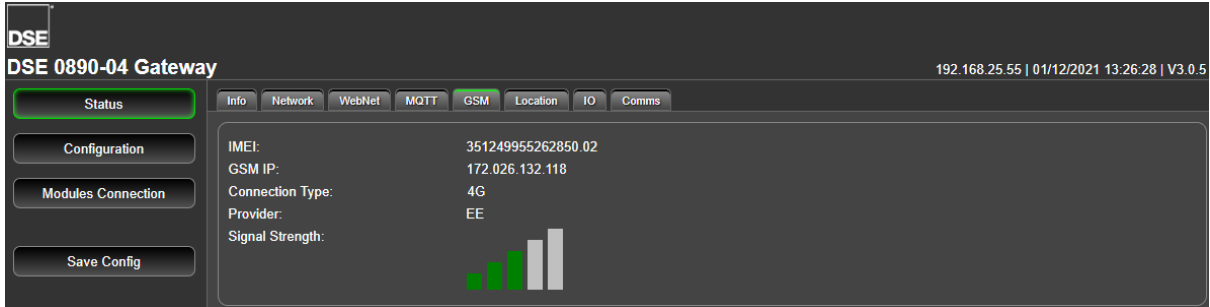 DSE
DSE 0890-04 Gateway
192.168.25.55 | 01/12/2021 13:26:28 | V3.0.5
Status
Configuration
Modules Connection
Save Config
Info Network WebNet MQTT GSM Location IO Comms
IMEI: 351249955262850.02
GSM IP: 172.026.132.118
Connection Type: 4G
Provider: EE
Signal Strength: